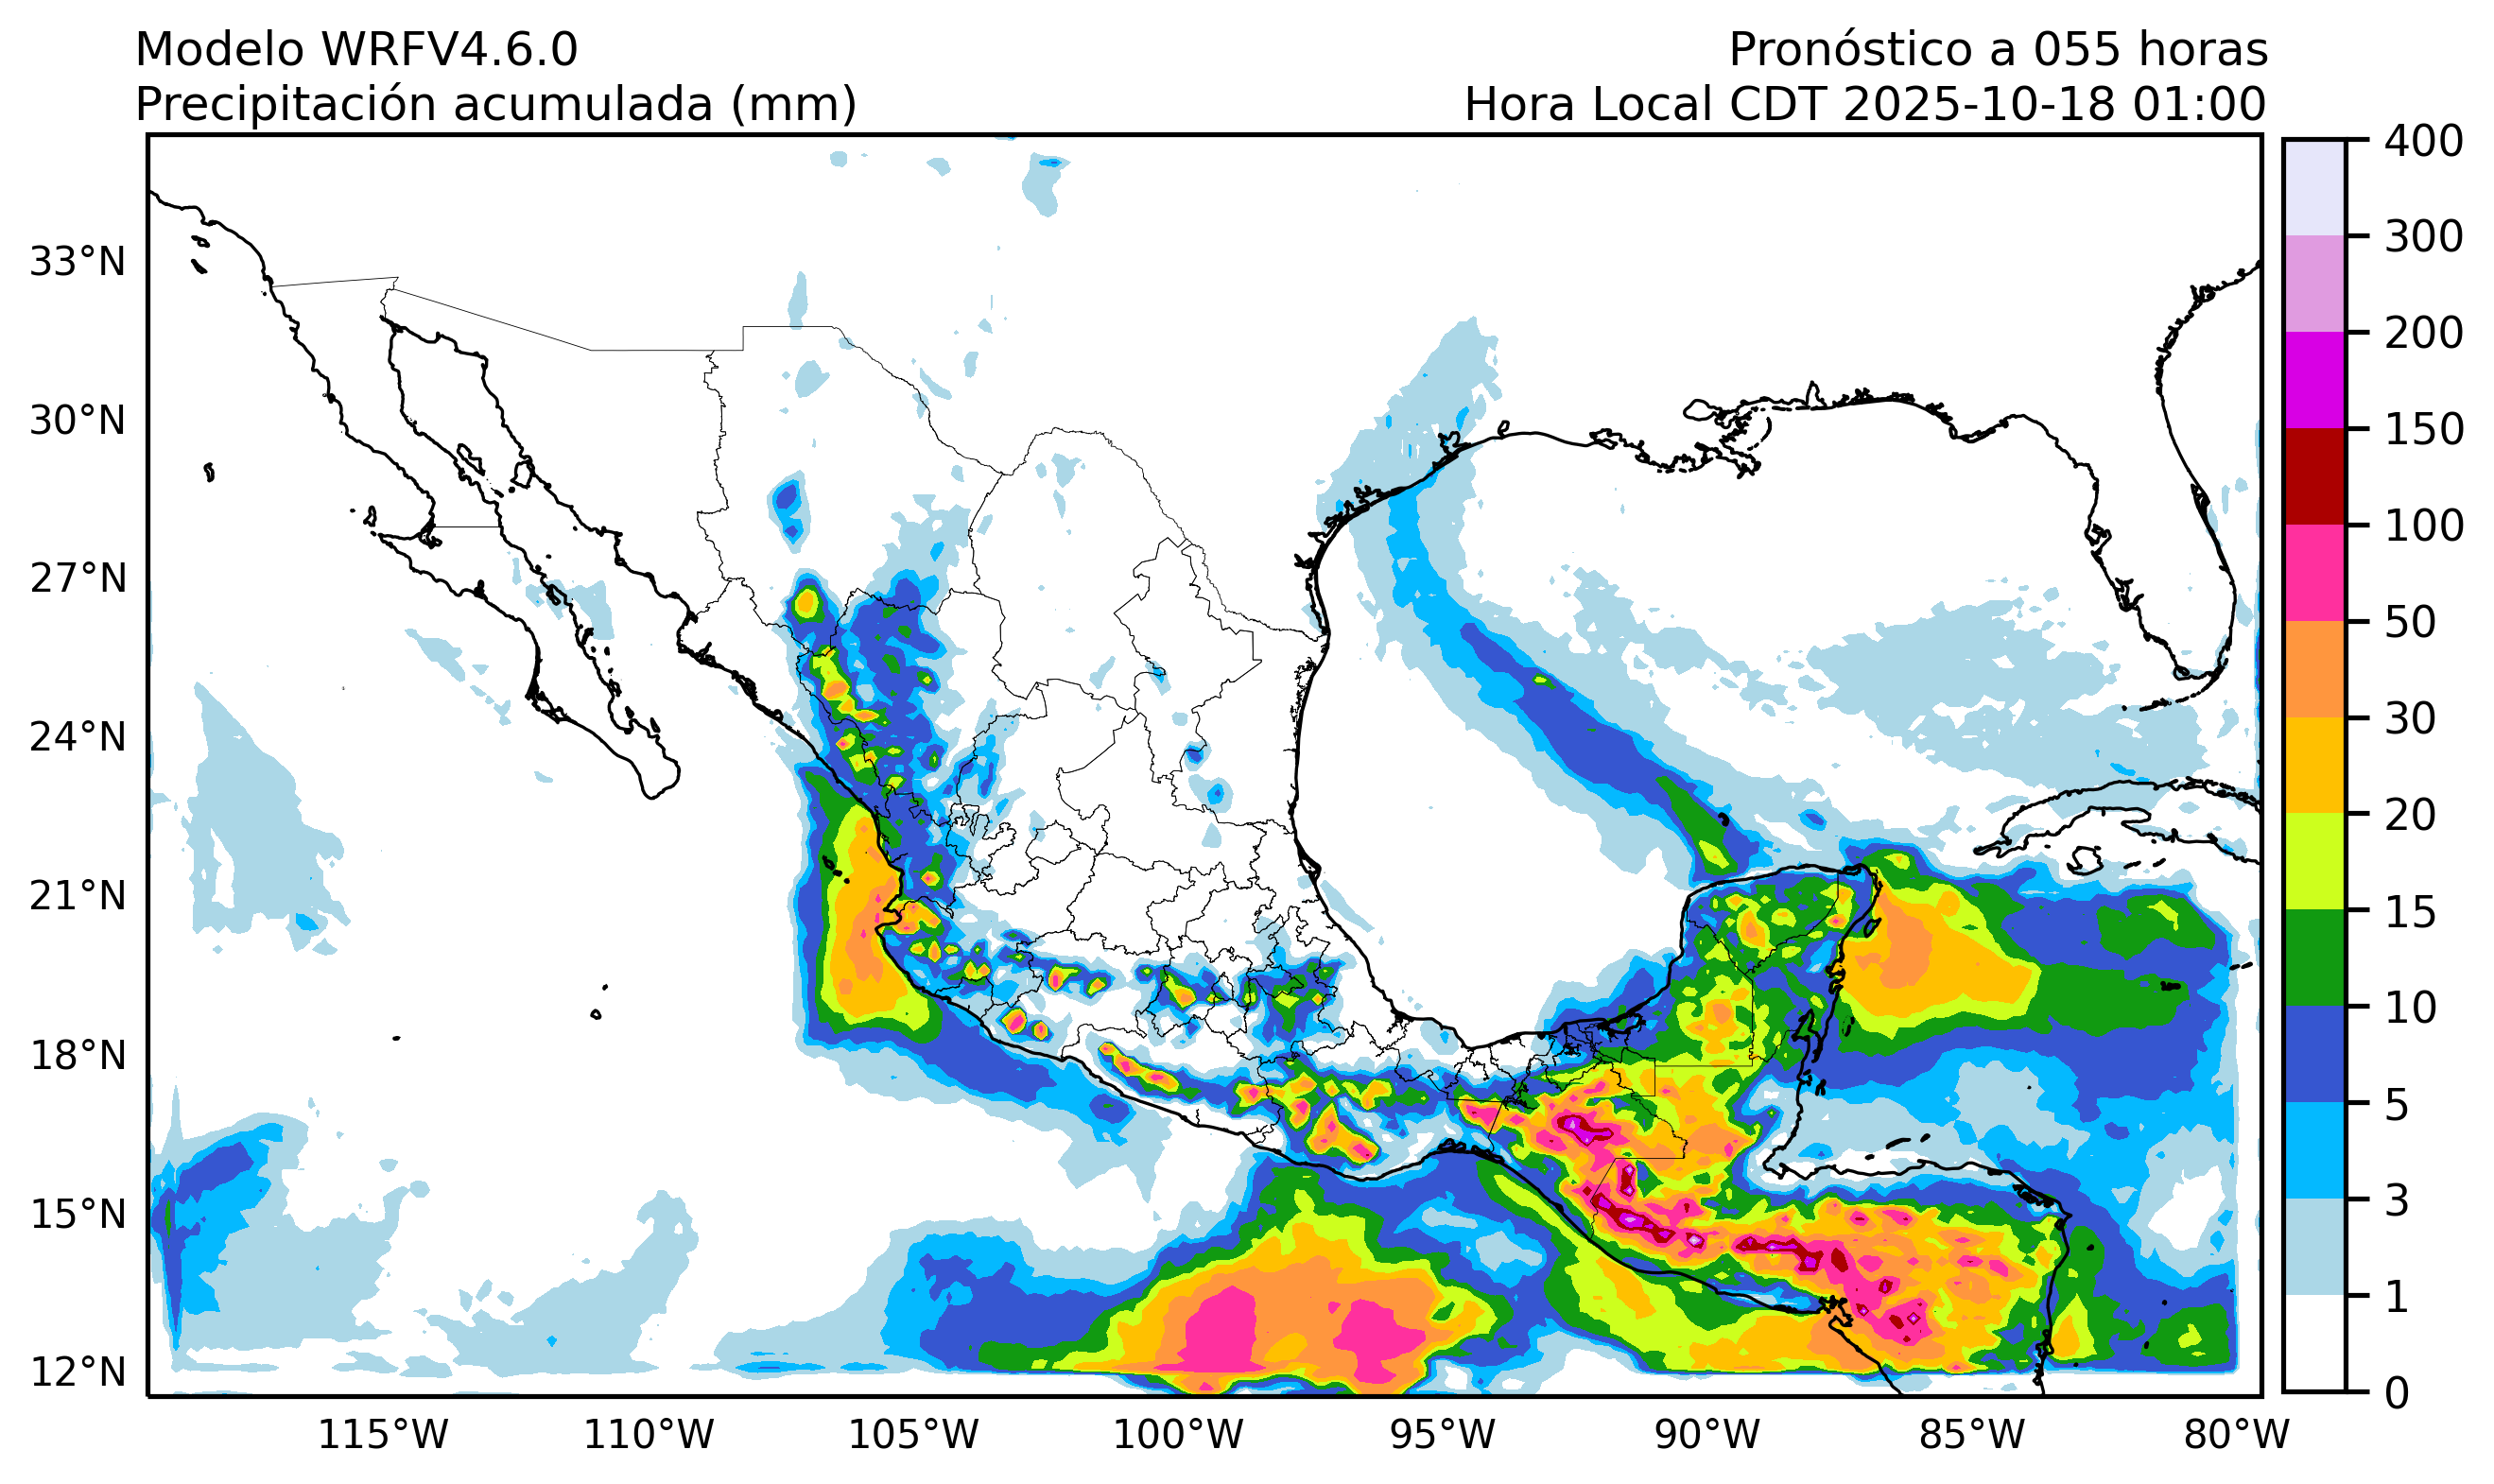 Modelo WRFV4.6.0
Pronóstico a 055 horas
Precipitación acumulada (mm)
Hora Local CDT 2025-10-18 01:00
33°N
30°N
27°N
24°N
21°N
18°N
15°N
12°N
115°W
110°W
105°W
100°W
95°W
90°W
85°W
80°W
400
300
200
150
100
50
30
20
15
10
5
3
1
0